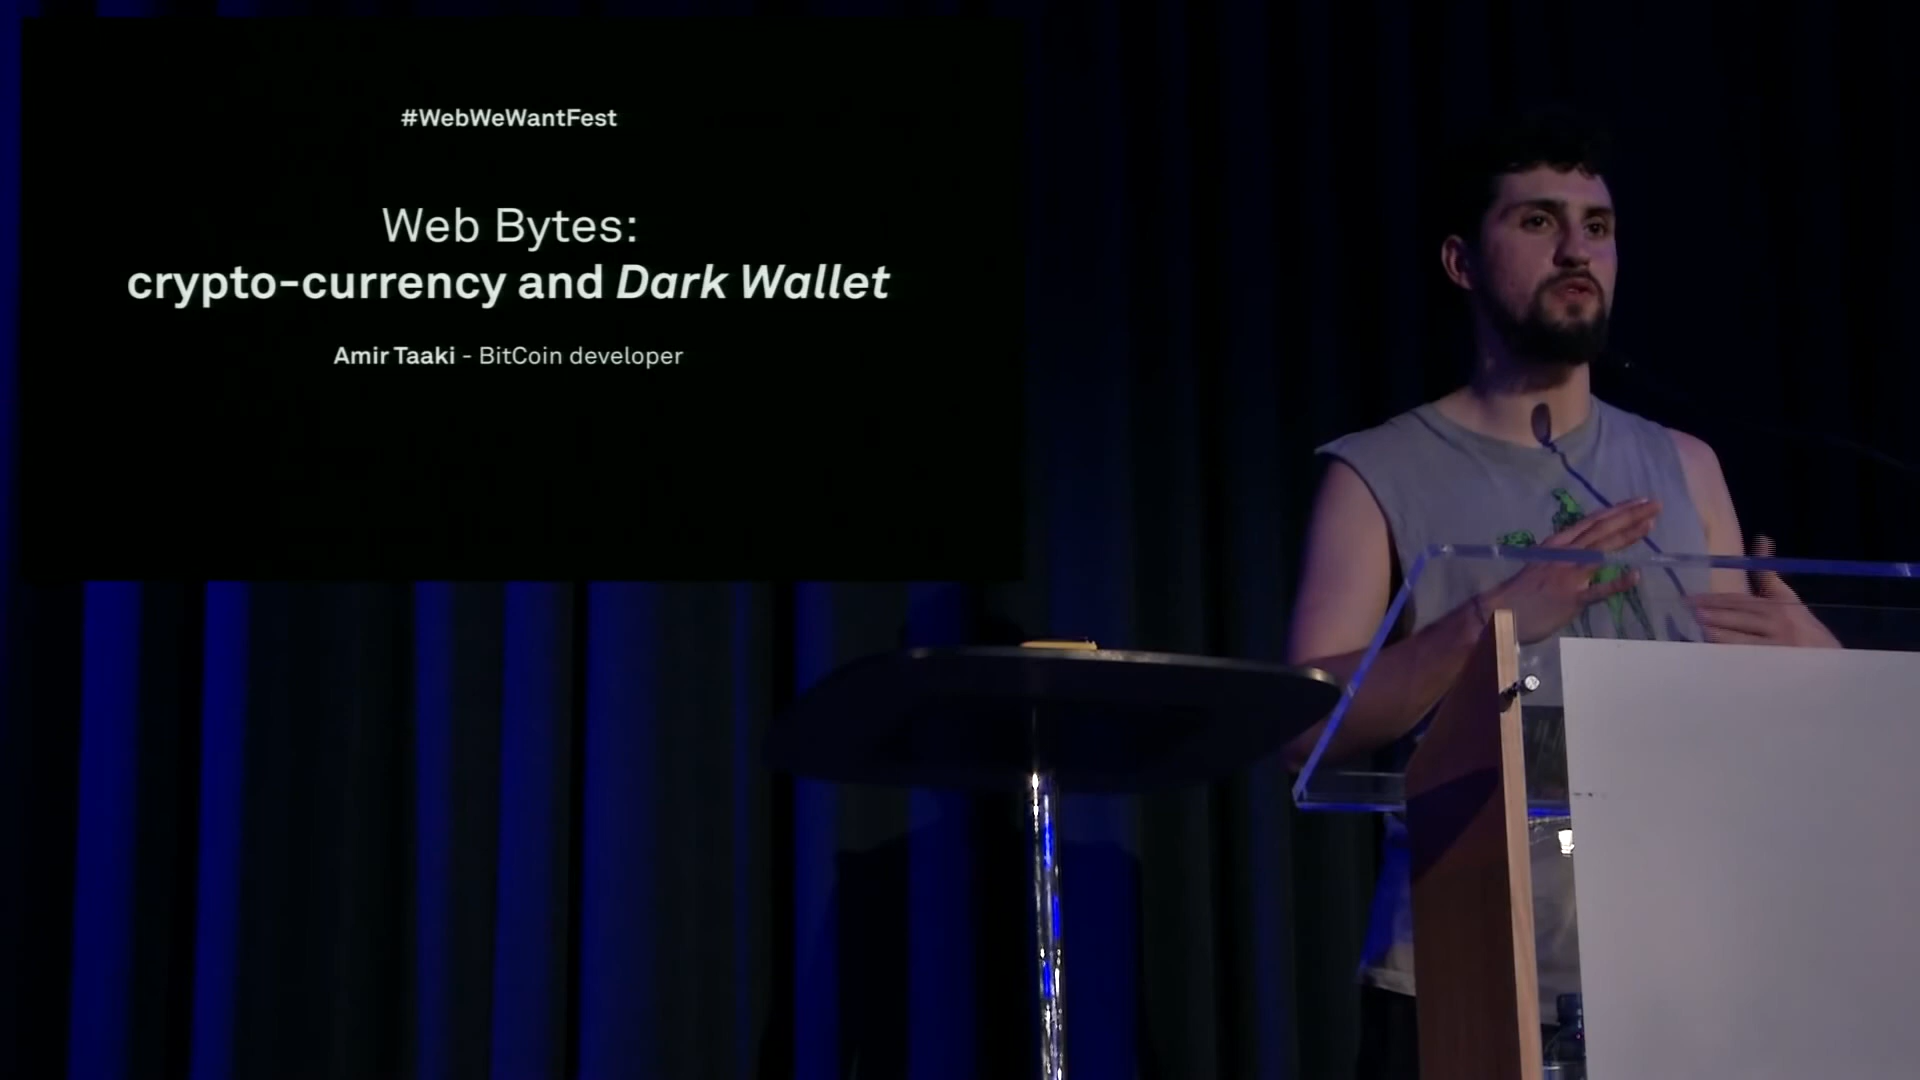 #WebWeWantFest
Web Bytes:
crypto-currency and Dark Wallet
Amir Taaki - BitCoin developer